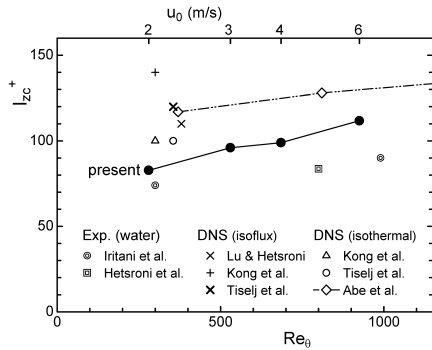 u0 (m/s)
2 3 4 6
150
100
50
0
lzc+
present
Exp. (water) DNS (isoflux) DNS (isothermal)
Iritani et al. Lu & Hetsroni Kong et al.
Hetsroni et al. Kong et al. Tiselj et al.
Tiselj et al. Abe et al.
0 500 1000
Reθ